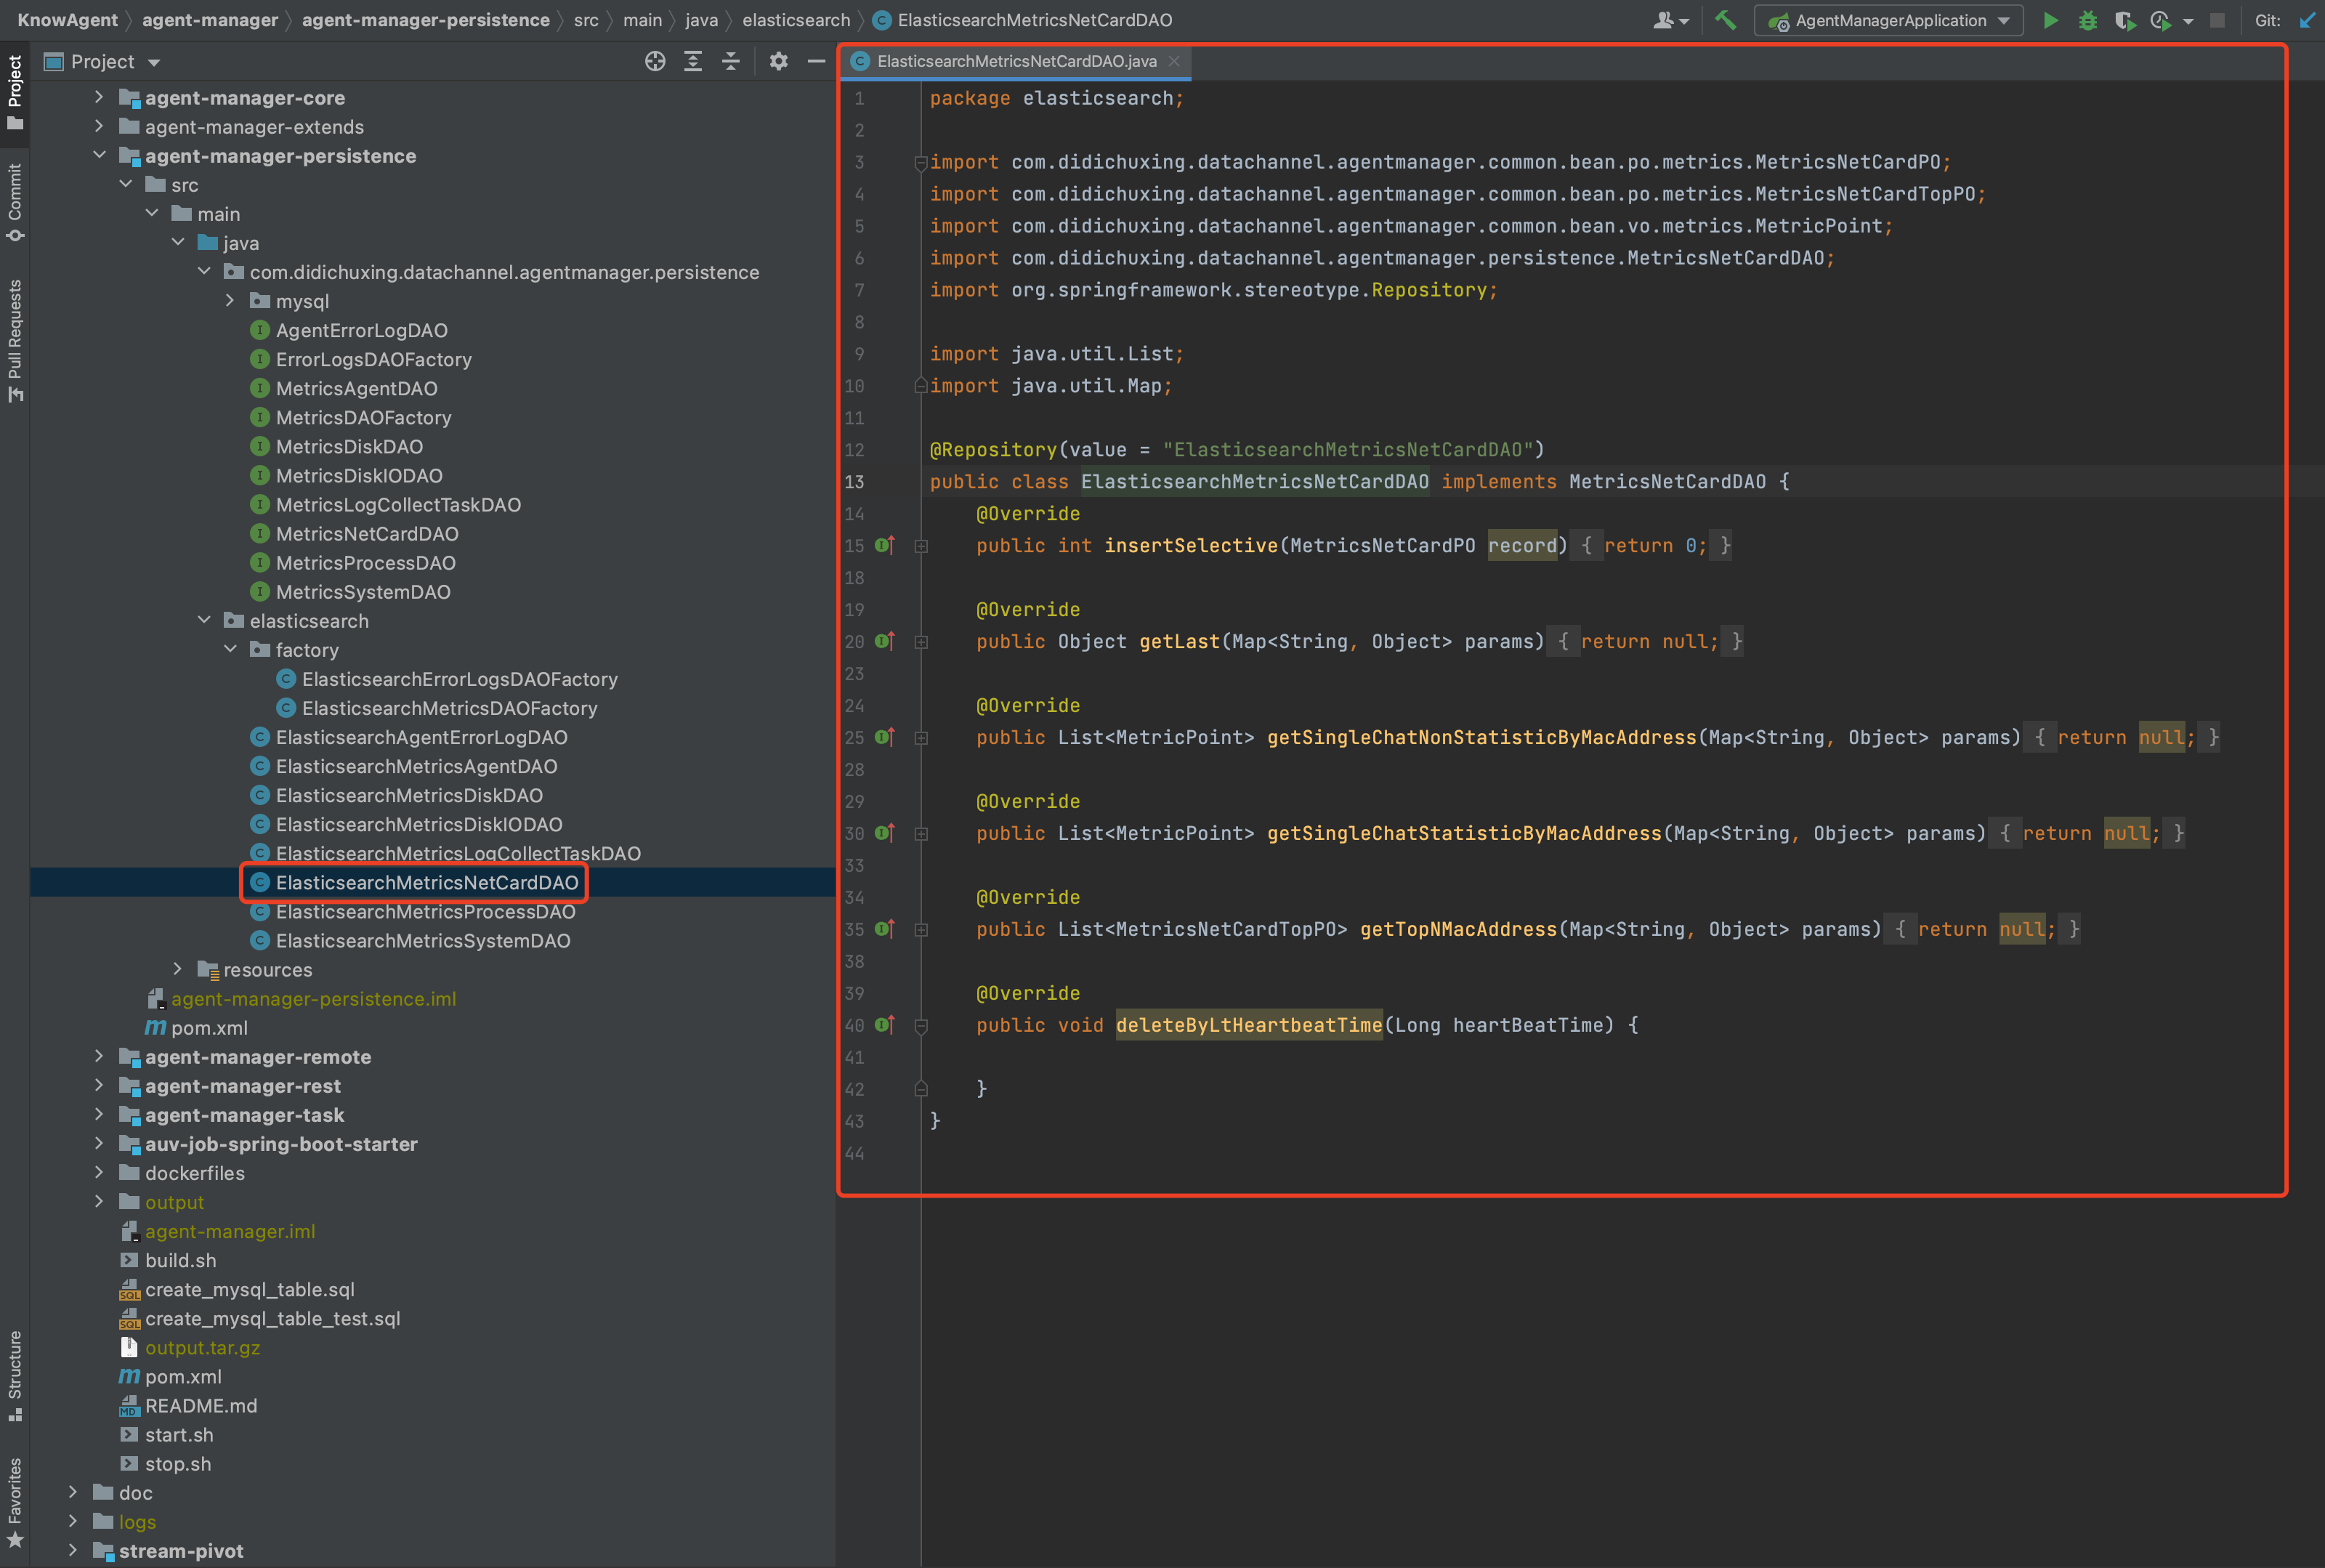 KnowAgent agent-manager agent-manager-persistence src main java elasticsearch ElasticsearchMetricsNetCardDAO AgentManagerApplication Git:
Project
Commit
Pull Requests
Structure
Favorites
Project
agent-manager-core
agent-manager-extends
agent-manager-persistence
src
main
java
com.didichuxing.datachannel.agentmanager.persistence
mysql
AgentErrorLogDAO
ErrorLogsDAOFactory
MetricsAgentDAO
MetricsDAOFactory
MetricsDiskDAO
MetricsDiskIODAO
MetricsLogCollectTaskDAO
MetricsNetCardDAO
MetricsProcessDAO
MetricsSystemDAO
elasticsearch
factory
ElasticsearchErrorLogsDAOFactory
ElasticsearchMetricsDAOFactory
ElasticsearchAgentErrorLogDAO
ElasticsearchMetricsAgentDAO
ElasticsearchMetricsDiskDAO
ElasticsearchMetricsDiskIODAO
ElasticsearchMetricsLogCollectTaskDAO
ElasticsearchMetricsNetCardDAO
ElasticsearchMetricsProcessDAO
ElasticsearchMetricsSystemDAO
resources
agent-manager-persistence.iml
pom.xml
agent-manager-remote
agent-manager-rest
agent-manager-task
auv-job-spring-boot-starter
dockerfiles
output
agent-manager.iml
build.sh
create_mysql_table.sql
create_mysql_table_test.sql
output.tar.gz
pom.xml
README.md
start.sh
stop.sh
doc
logs
stream-pivot
ElasticsearchMetricsNetCardDAO.java
1 package elasticsearch;
2
3 import com.didichuxing.datachannel.agentmanager.common.bean.po.metrics.MetricsNetCardPO;
4 import com.didichuxing.datachannel.agentmanager.common.bean.po.metrics.MetricsNetCardTopPO;
5 import com.didichuxing.datachannel.agentmanager.common.bean.vo.metrics.MetricPoint;
6 import com.didichuxing.datachannel.agentmanager.persistence.MetricsNetCardDAO;
7 import org.springframework.stereotype.Repository;
8
9 import java.util.List;
10 import java.util.Map;
11
12 @Repository(value = "ElasticsearchMetricsNetCardDAO")
13 public class ElasticsearchMetricsNetCardDAO implements MetricsNetCardDAO {
14 @Override
15 public int insertSelective(MetricsNetCardPO record) { return 0; }
18
19 @Override
20 public Object getLast(Map<String, Object> params) { return null; }
23
24 @Override
25 public List<MetricPoint> getSingleChatNonStatisticByMacAddress(Map<String, Object> params) { return null; }
28
29 @Override
30 public List<MetricPoint> getSingleChatStatisticByMacAddress(Map<String, Object> params) { return null; }
33
34 @Override
35 public List<MetricsNetCardTopPO> getTopNMacAddress(Map<String, Object> params) { return null; }
38
39 @Override
40 public void deleteByLtHeartbeatTime(Long heartBeatTime) {
41
42 }
43 }
44